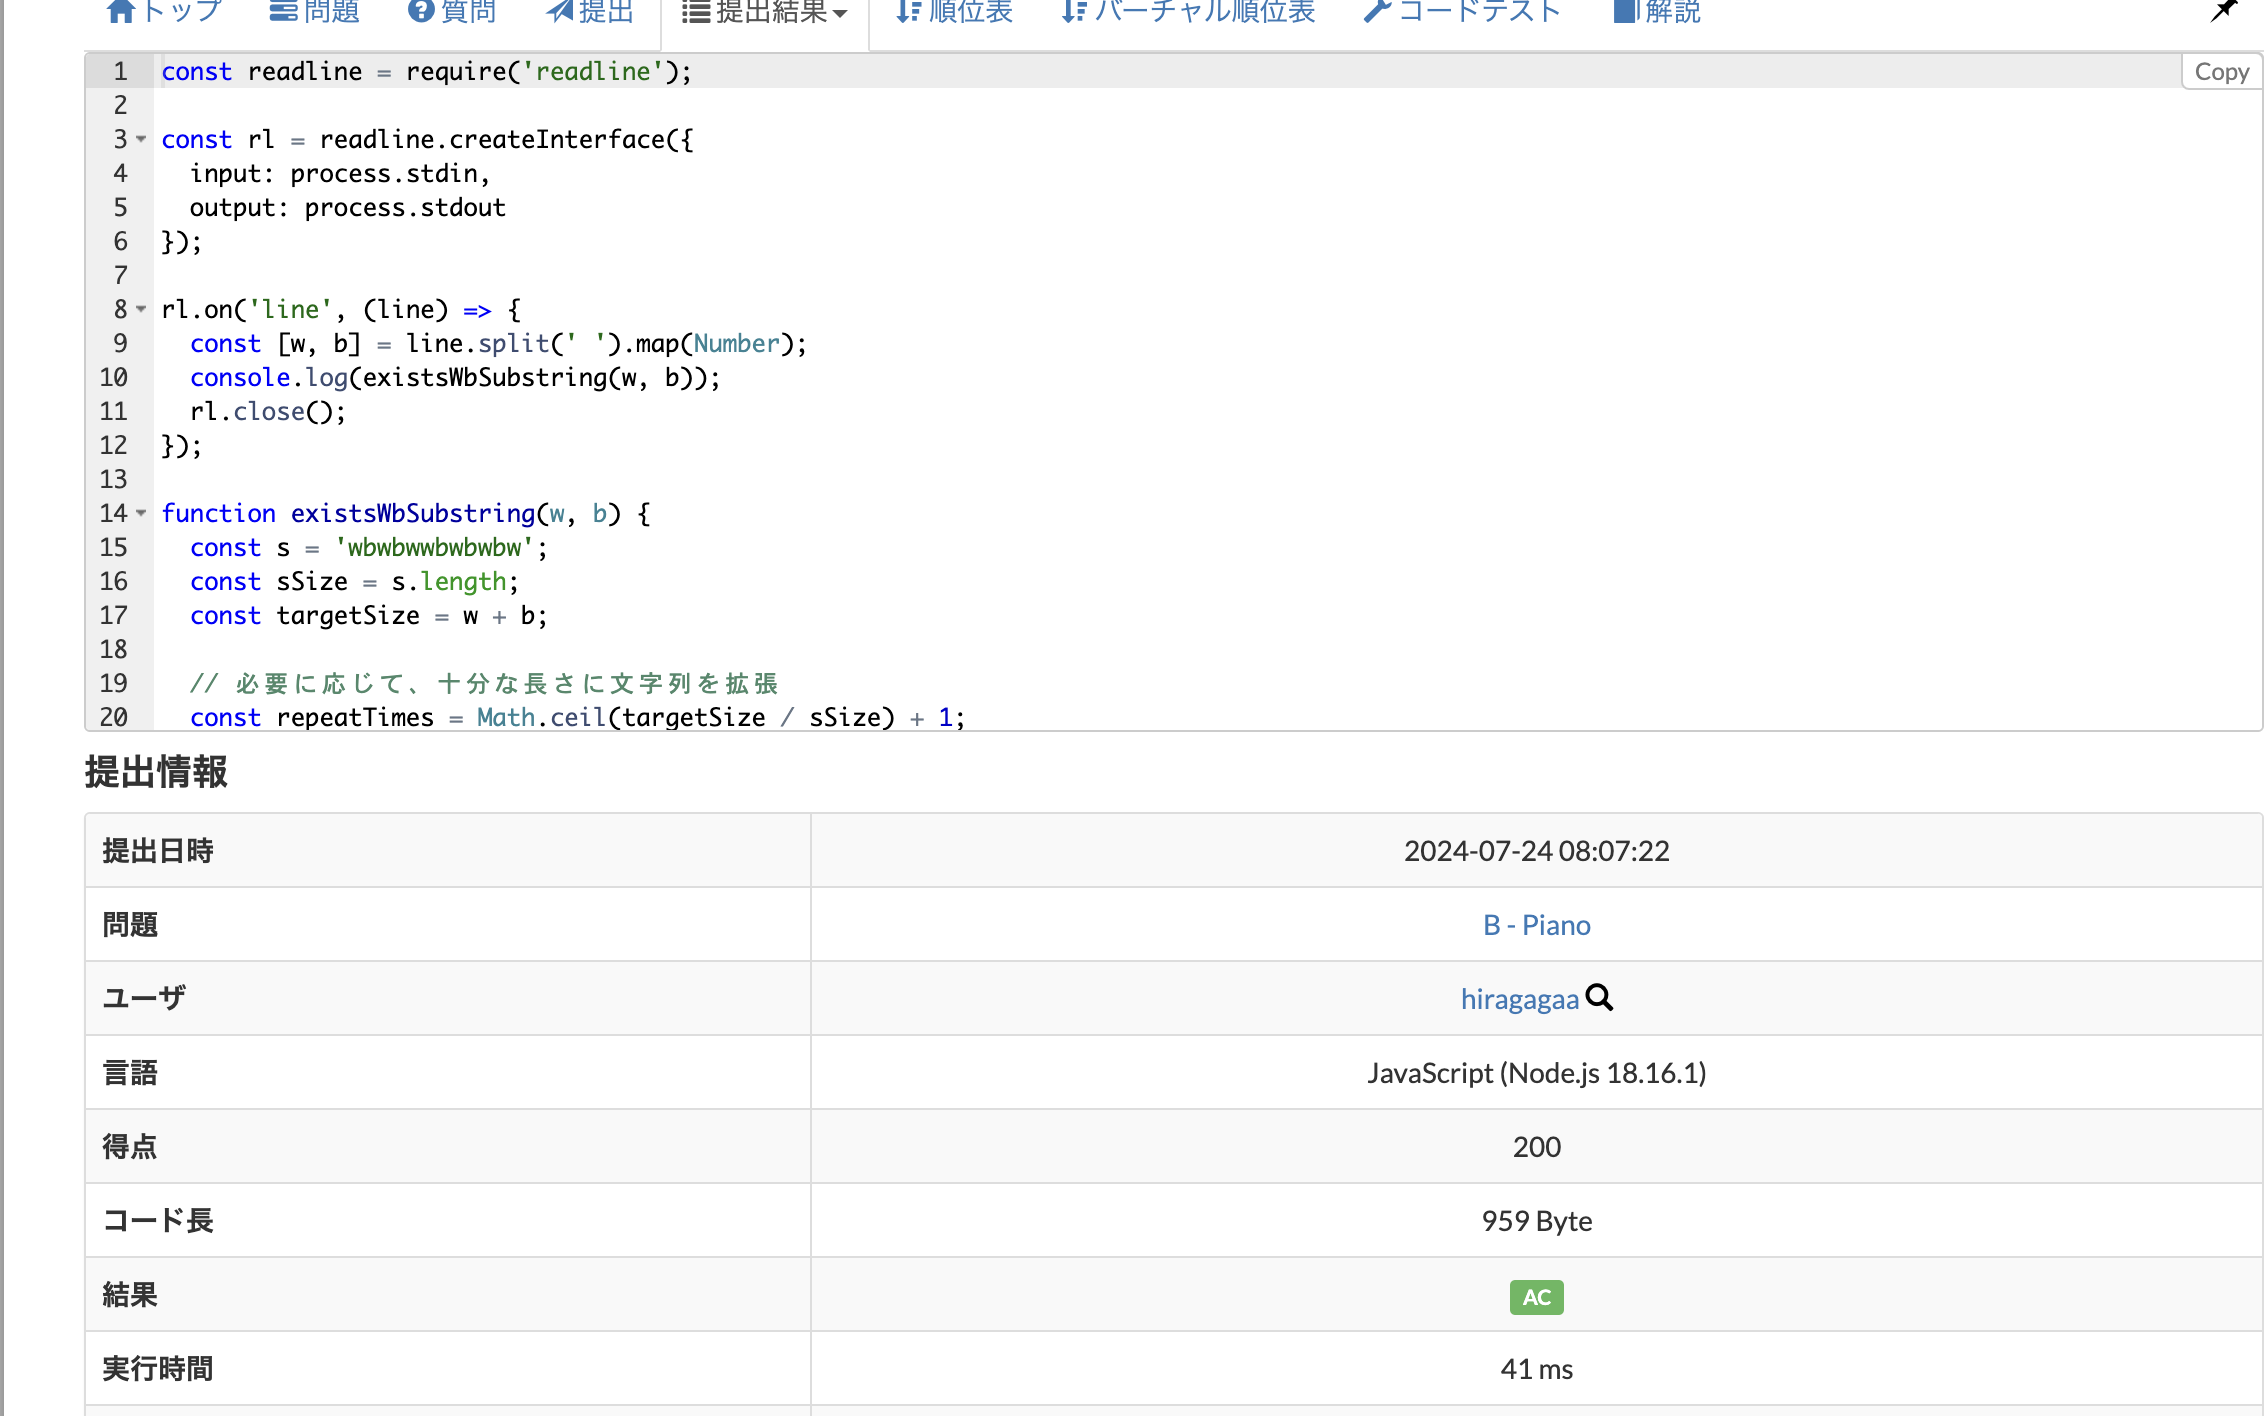 トップ 問題 質問 提出 提出結果 順位表 バーチャル順位表 コードテスト 解説
Copy
1 const readline = require('readline');
2
3 const rl = readline.createInterface({
4   input: process.stdin,
5   output: process.stdout
6 });
7
8 rl.on('line', (line) => {
9   const [w, b] = line.split(' ').map(Number);
10   console.log(existsWbSubstring(w, b));
11   rl.close();
12 });
13
14 function existsWbSubstring(w, b) {
15   const s = 'wbwbwwbwbwbw';
16   const sSize = s.length;
17   const targetSize = w + b;
18
19   // 必要に応じて、十分な長さに文字列を拡張
20   const repeatTimes = Math.ceil(targetSize / sSize) + 1;
提出情報
提出日時 2024-07-24 08:07:22
問題 B - Piano
ユーザ hiragagaa
言語 JavaScript (Node.js 18.16.1)
得点 200
コード長 959 Byte
結果 AC
実行時間 41 ms